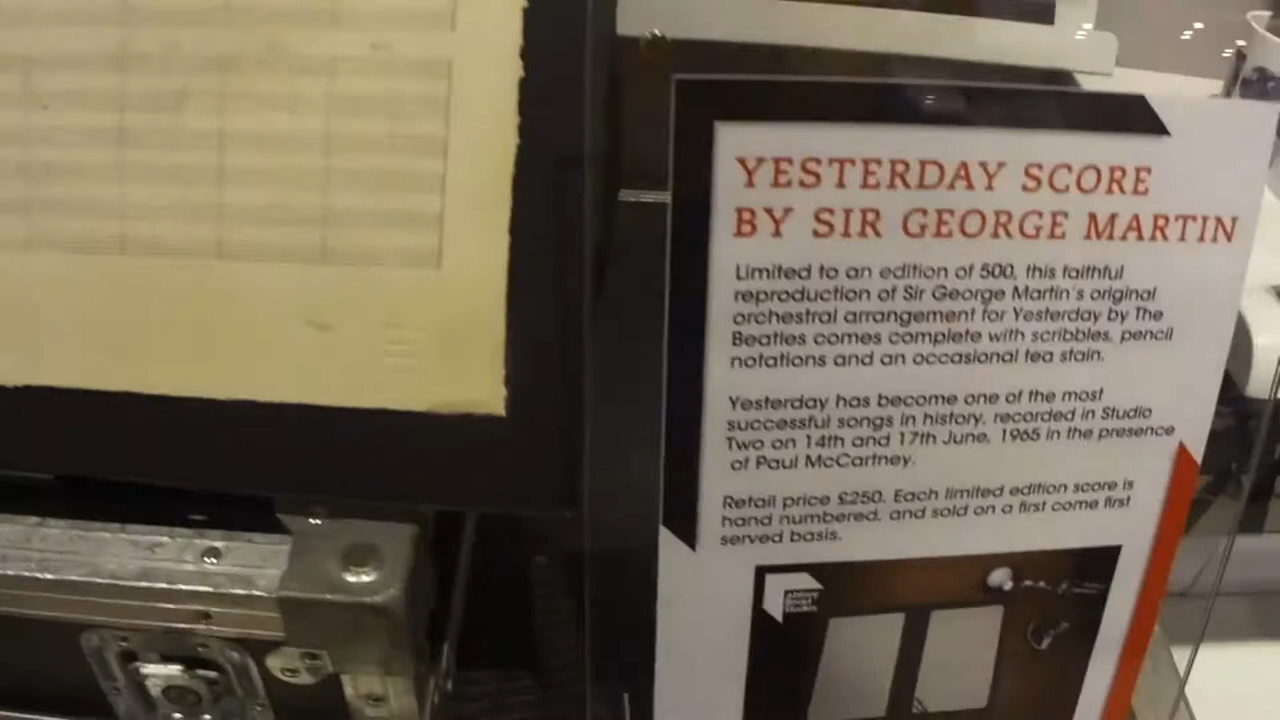 YESTERDAY SCORE
BY SIR GEORGE MARTIN
Limited to an edition of 500, this faithful
reproduction of Sir George Martin's original
orchestral arrangement for Yesterday by The
Beatles comes complete with scribbles, pencil
notations and an occasional tea stain.
Yesterday has become one of the most
successful songs in history, recorded in Studio
Two on 14th and 17th June, 1965 in the presence
of Paul McCartney.
Retail price £250. Each limited edition score is
hand numbered, and sold on a first come first
served basis.
Abbey
Road
Studios